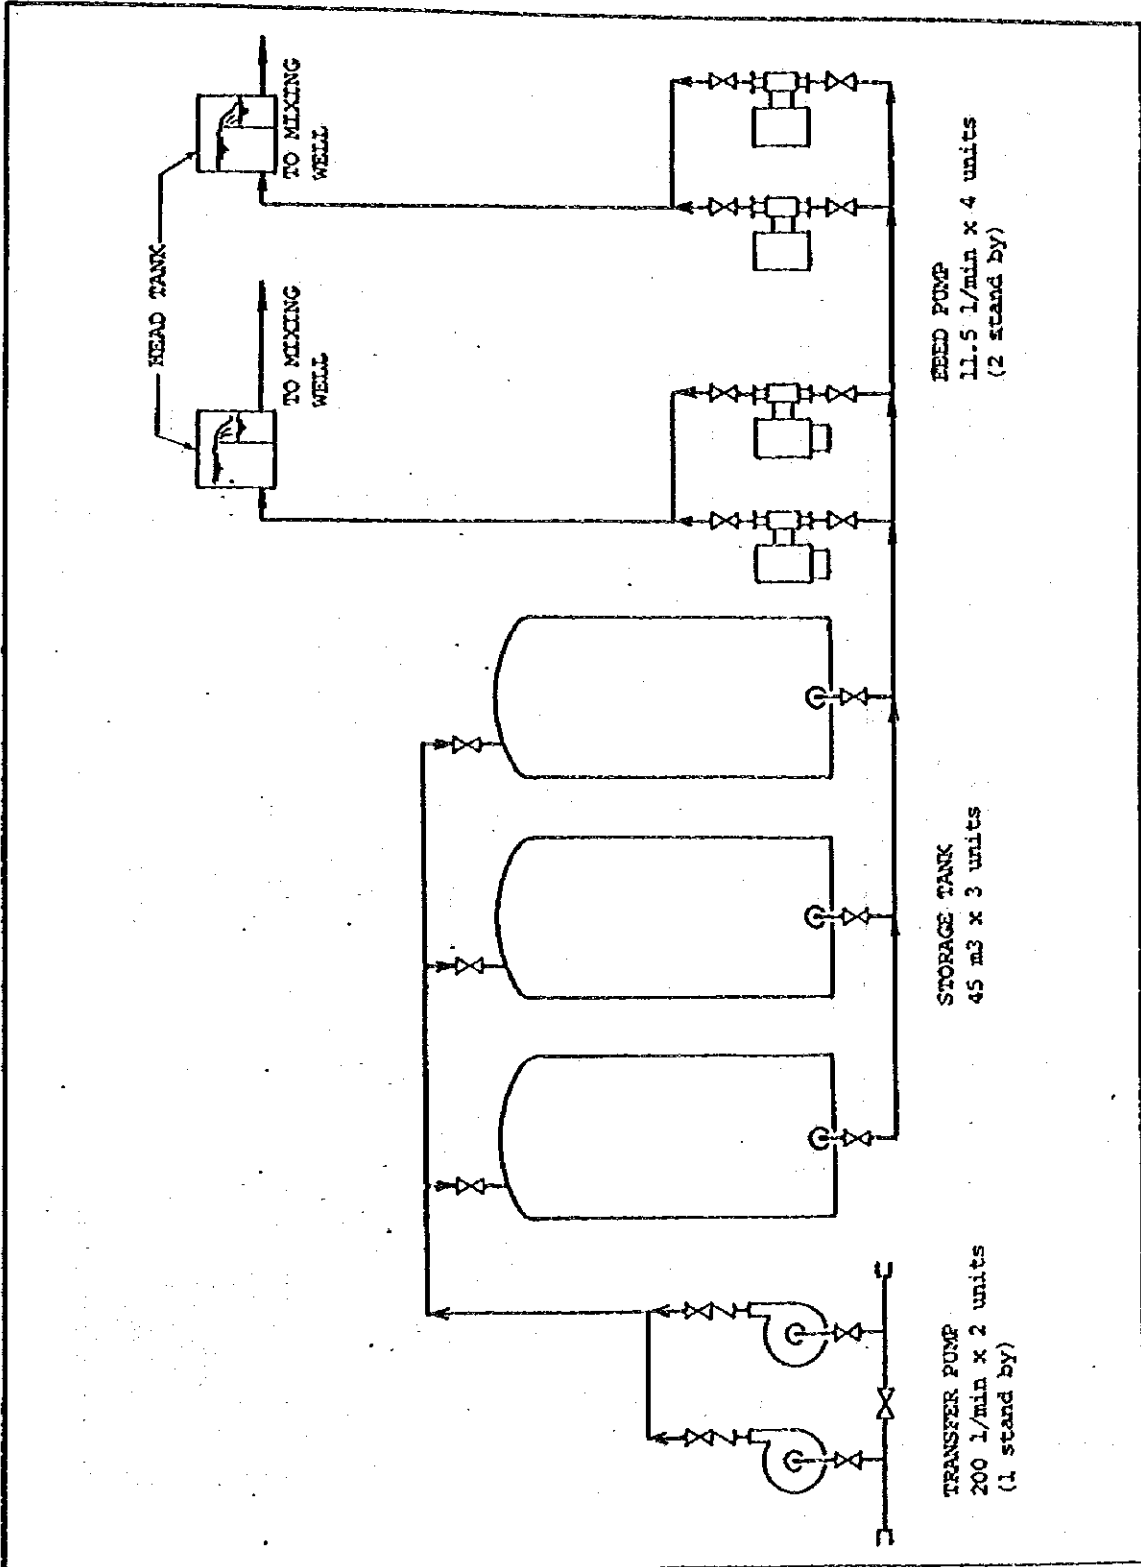 HEAD TANK
TO MIXING
WELL
TO MIXING
WELL
TRANSFER PUMP
200 l/min x 2 units
(1 stand by)
STORAGE TANK
45 m3 x 3 units
FEED PUMP
11.5 l/min x 4 units
(2 stand by)